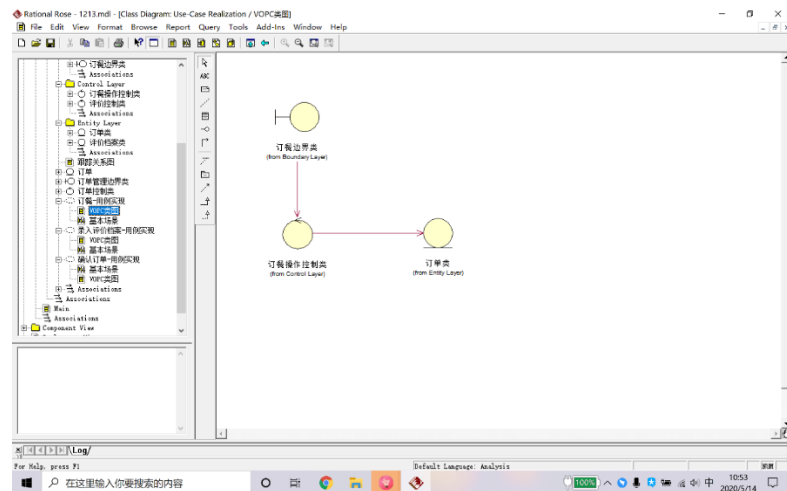 Rational Rose - 1213.mdl - [Class Diagram: Use-Case Realization / VOPC类图]
File Edit View Format Browse Report Query Tools Add-Ins Window Help
订餐边界类
Associations
Control Layer
订餐操作控制类
评价控制类
Associations
Entity Layer
订单类
评价档案类
Associations
跟踪关系图
订单
订单管理边界类
订单控制类
订餐-用例实现
VOPC类图
基本场景
录入评价档案-用例实现
VOPC类图
基本场景
确认订单-用例实现
基本场景
VOPC类图
Associations
Associations
Main
Associations
Component View
ABC
订餐边界类
(from Boundary Layer)
订餐操作控制类
(from Control Layer)
订单类
(from Entity Layer)
Log
For Help, press F1
Default Language: Analysis
NUM
在这里输入你要搜索的内容
100%
中
10:53
2020/5/14